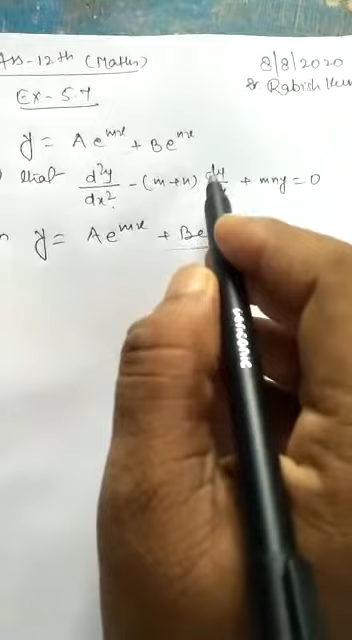 -12th (Maths)
8/8/2020
Ex-5.7
y = Ae^mx + Be^nx
that d²y/dx² - (m+n) dy/ + mny = 0
y = Ae^mx + Be